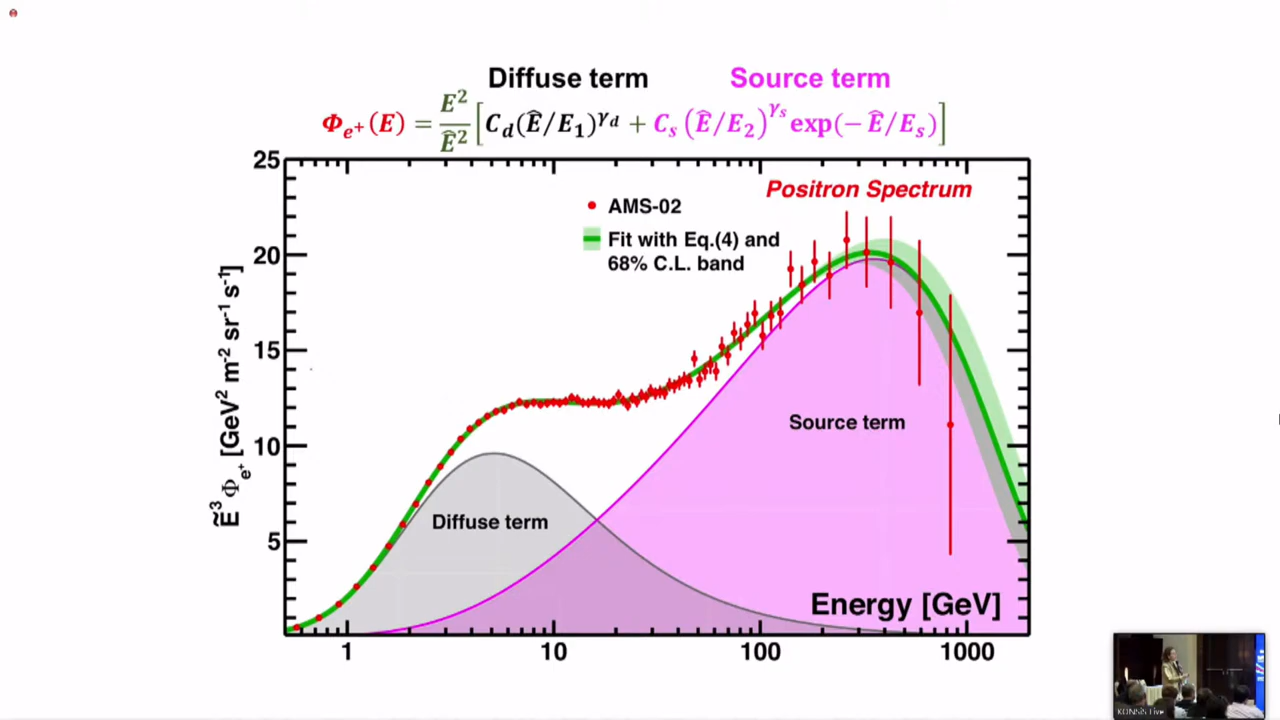 Diffuse term Source term
Φe+(E) = E²/Ê² [Cd(Ê/E1)^γd + Cs(Ê/E2)^γs exp(−Ê/Es)]
Positron Spectrum
AMS-02
Fit with Eq.(4) and
68% C.L. band
25
20
15
10
5
Ẽ³ Φe+ [GeV² m⁻² sr⁻¹ s⁻¹]
Source term
Diffuse term
Energy [GeV]
1 10 100 1000
KONSIS Live